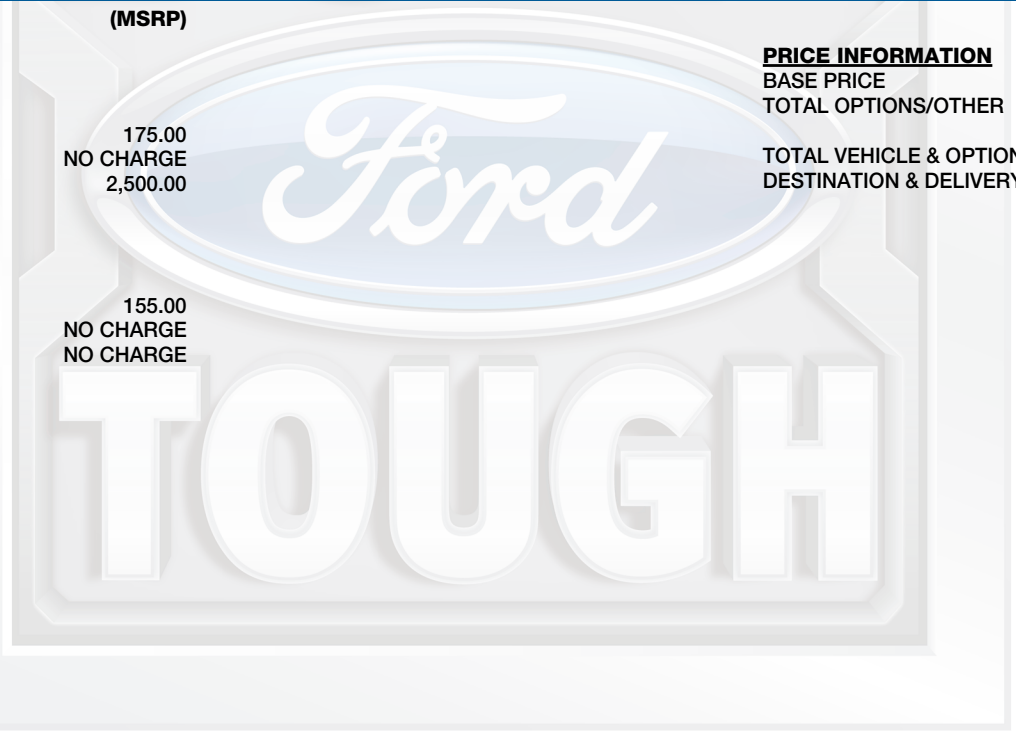 (MSRP)
175.00
NO CHARGE
2,500.00
155.00
NO CHARGE
NO CHARGE
PRICE INFORMATION
BASE PRICE
TOTAL OPTIONS/OTHER
TOTAL VEHICLE & OPTION
DESTINATION & DELIVERY
Ford
TOUGH